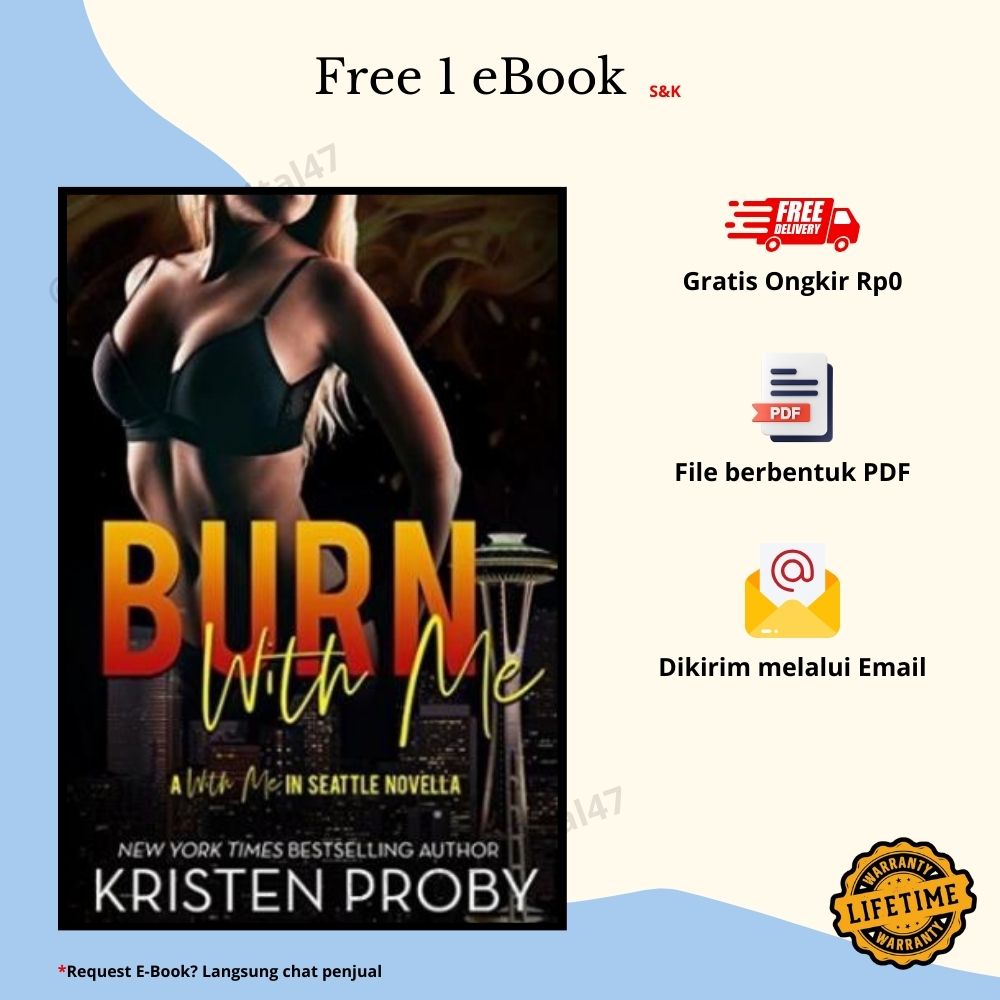 Free 1 eBook S&K
FREE
DELIVERY
Gratis Ongkir Rp0
PDF
File berbentuk PDF
@
Dikirim melalui Email
BURN
With Me
A With Me IN SEATTLE NOVELLA
NEW YORK TIMES BESTSELLING AUTHOR
KRISTEN PROBY
WARRANTY
LIFETIME
WARRANTY
*Request E-Book? Langsung chat penjual